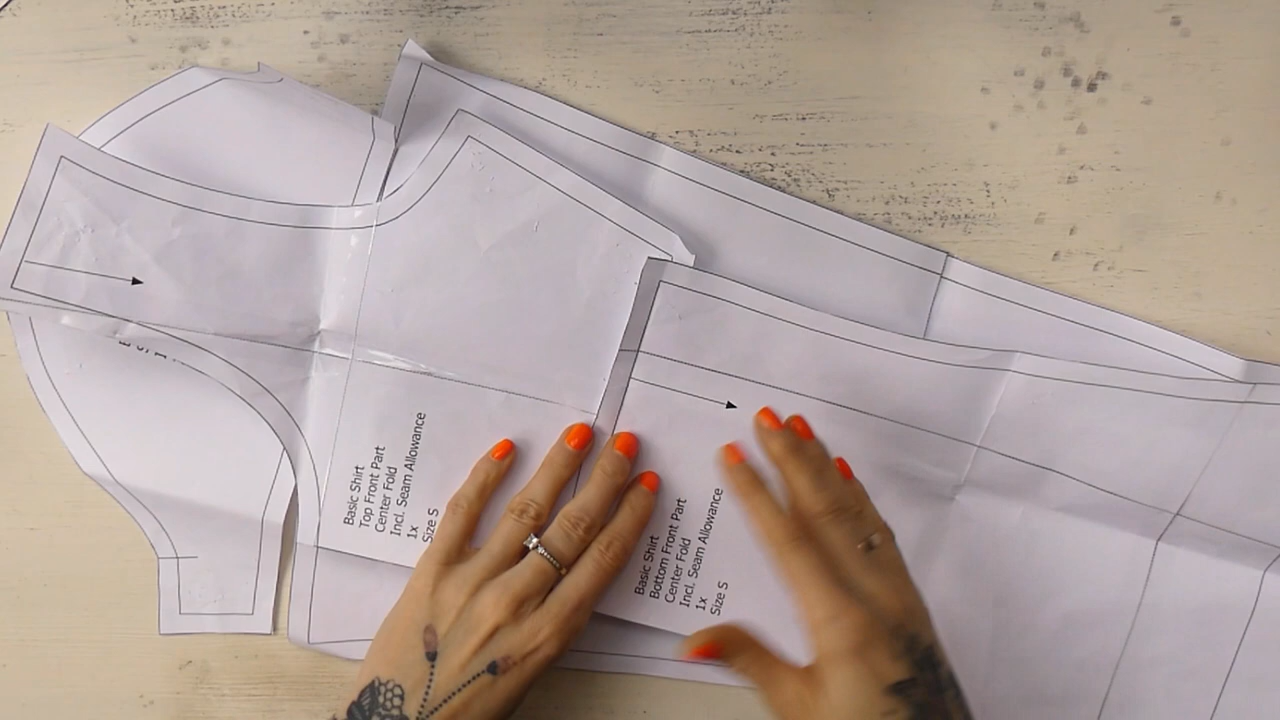 Basic Shirt
Top Front Part
Center Fold
Incl. Seam Allowance
1x
Size S
Basic Shirt
Bottom Front Part
Center Fold
Incl. Seam Allowance
1x
Size S